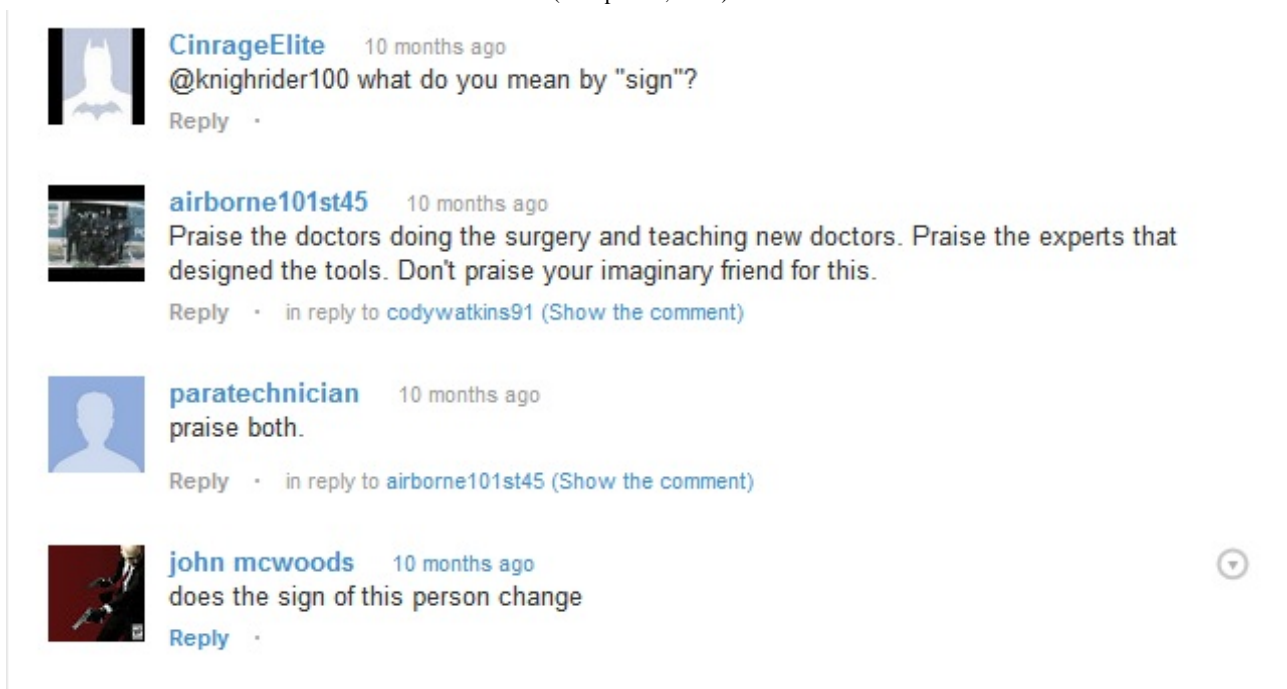 CinrageElite 10 months ago
@knighrider100 what do you mean by "sign"?
Reply ·
airborne101st45 10 months ago
Praise the doctors doing the surgery and teaching new doctors. Praise the experts that
designed the tools. Don't praise your imaginary friend for this.
Reply · in reply to codywatkins91 (Show the comment)
paratechnician 10 months ago
praise both.
Reply · in reply to airborne101st45 (Show the comment)
john mcwoods 10 months ago
does the sign of this person change
Reply ·